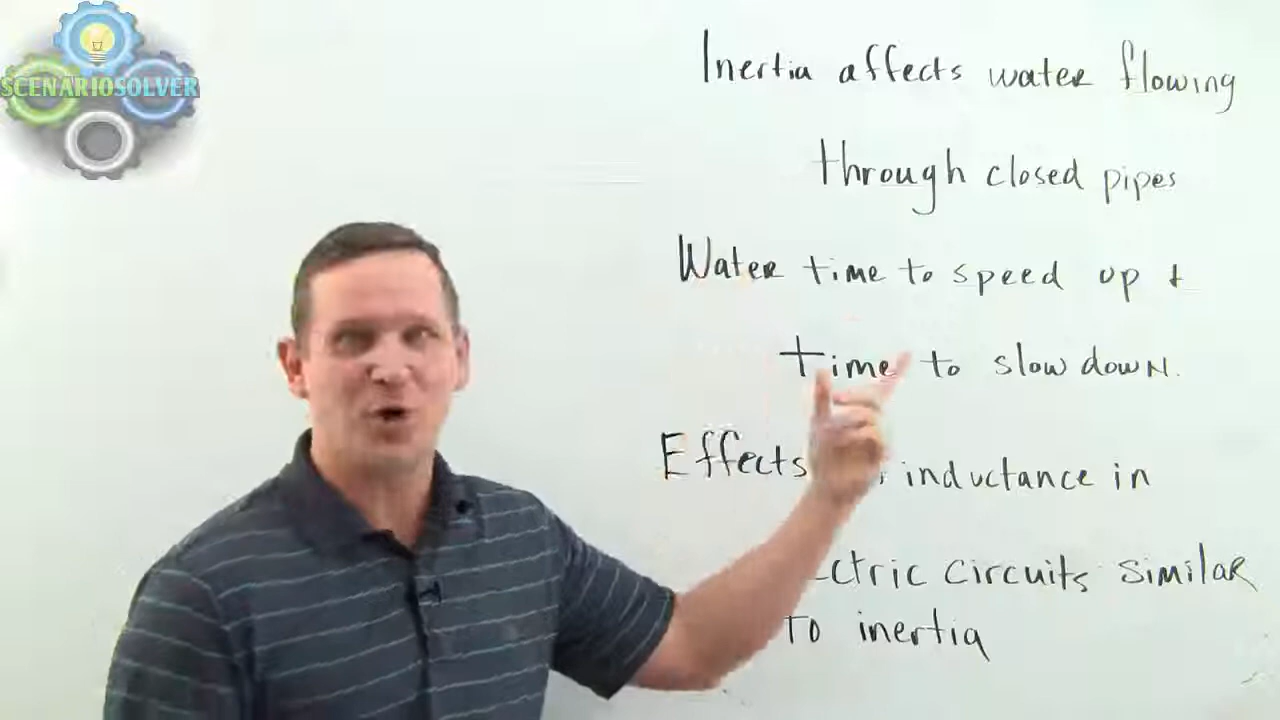 SCENARIOSOLVER
Inertia affects water flowing
through closed pipes
Water time to speed up +
time to slow down.
Effects inductance in
ctric circuits similar
to inertia